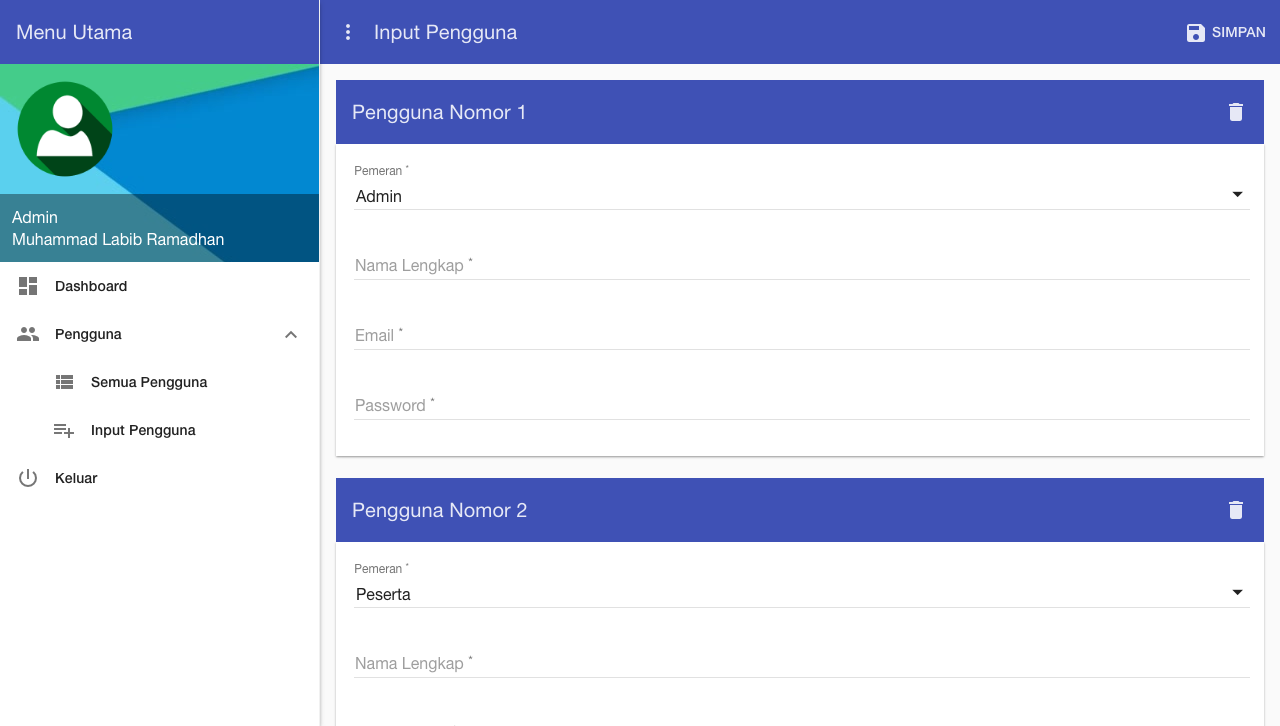 Menu Utama
Admin
Muhammad Labib Ramadhan
Dashboard
Pengguna
Semua Pengguna
Input Pengguna
Keluar
Input Pengguna
SIMPAN
Pengguna Nomor 1
Pemeran *
Admin
Nama Lengkap *
Email *
Password *
Pengguna Nomor 2
Pemeran *
Peserta
Nama Lengkap *